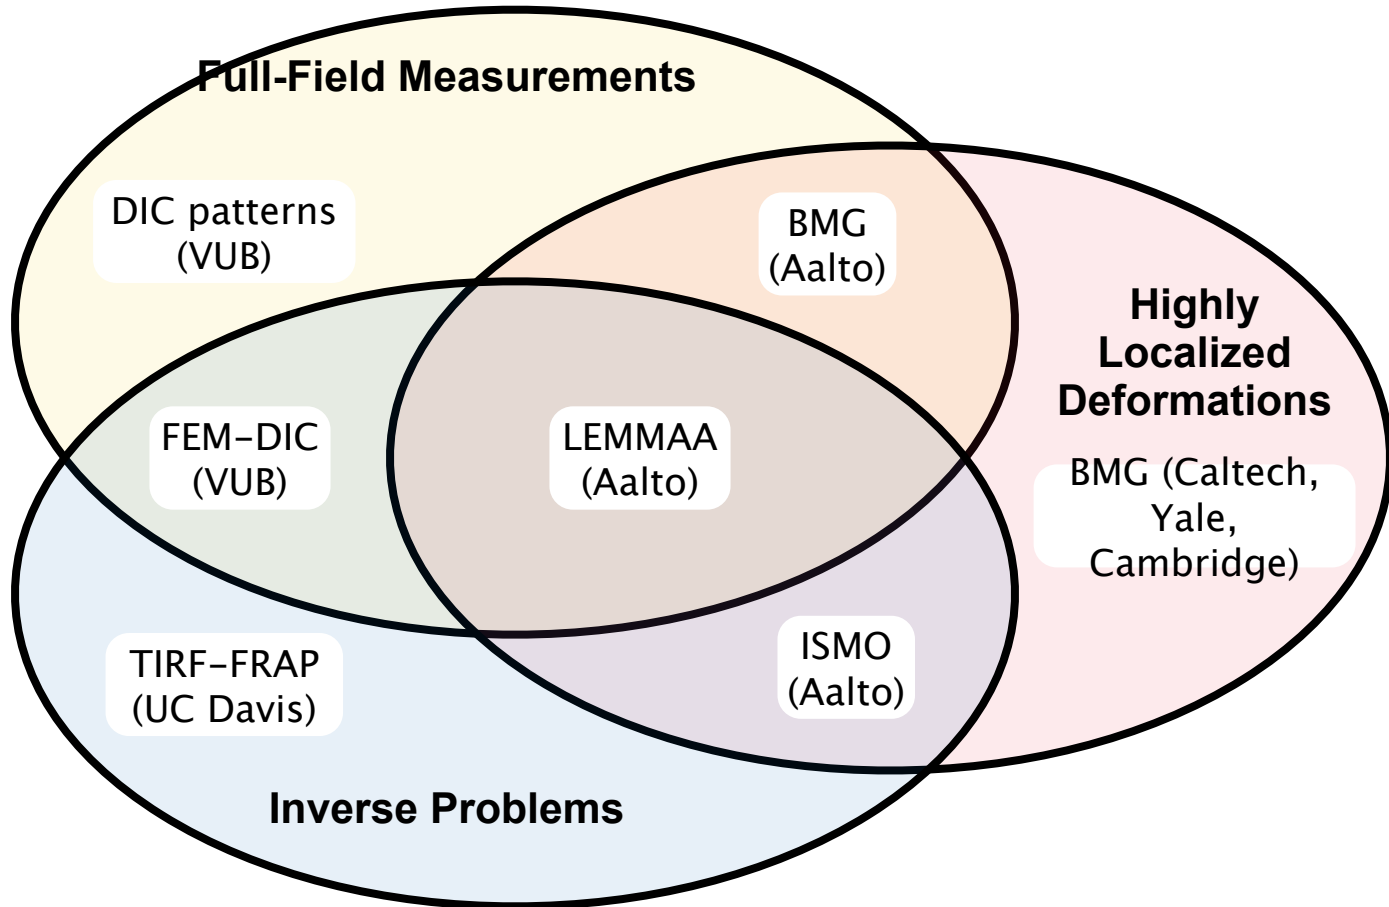 Full-Field Measurements
DIC patterns
(VUB)
BMG
(Aalto)
Highly
Localized
Deformations
FEM–DIC
(VUB)
LEMMAA
(Aalto)
BMG (Caltech,
Yale,
Cambridge)
TIRF–FRAP
(UC Davis)
ISMO
(Aalto)
Inverse Problems